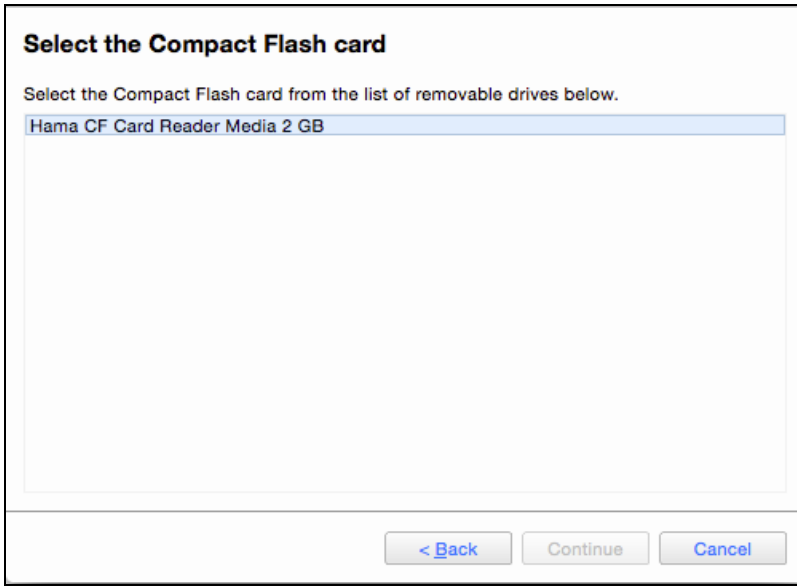 Select the Compact Flash card
Select the Compact Flash card from the list of removable drives below.
Hama CF Card Reader Media 2 GB
< Back
Continue
Cancel